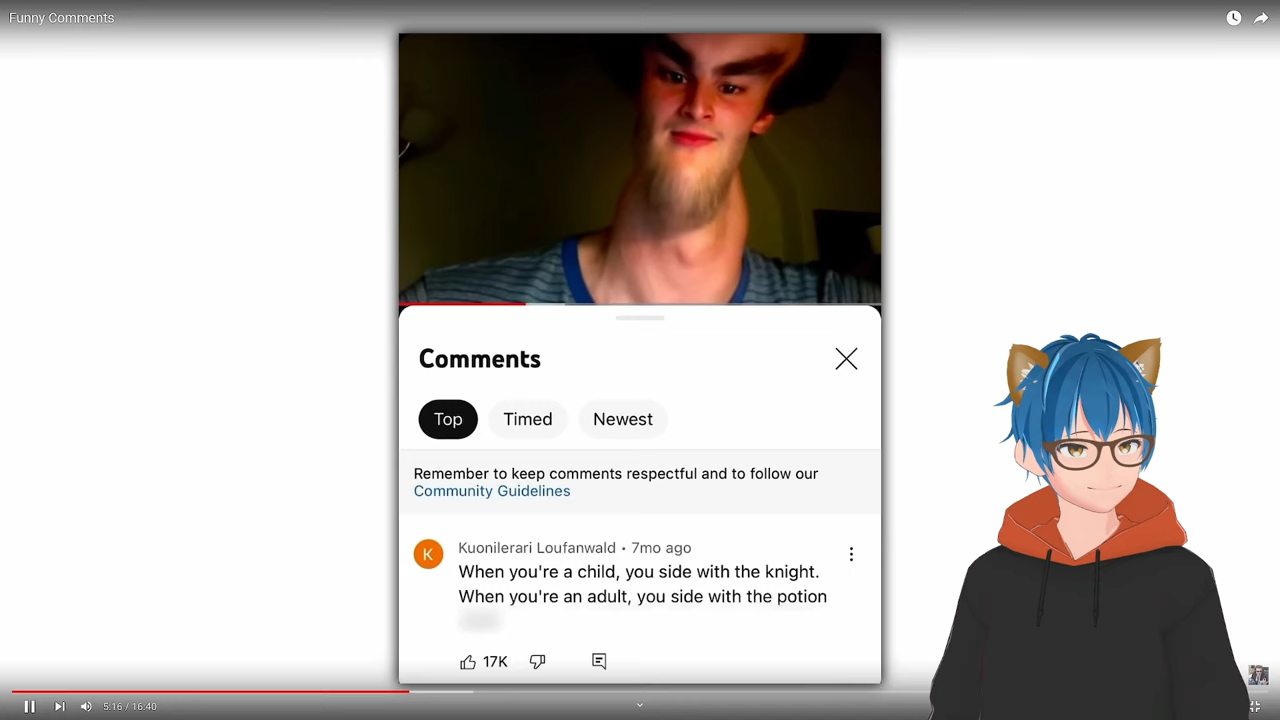 Funny Comments
Comments
Top
Timed
Newest
Remember to keep comments respectful and to follow our
Community Guidelines
K
Kuonilerari Loufanwald • 7mo ago
When you're a child, you side with the knight.
When you're an adult, you side with the potion
17K
5:16 / 16:40